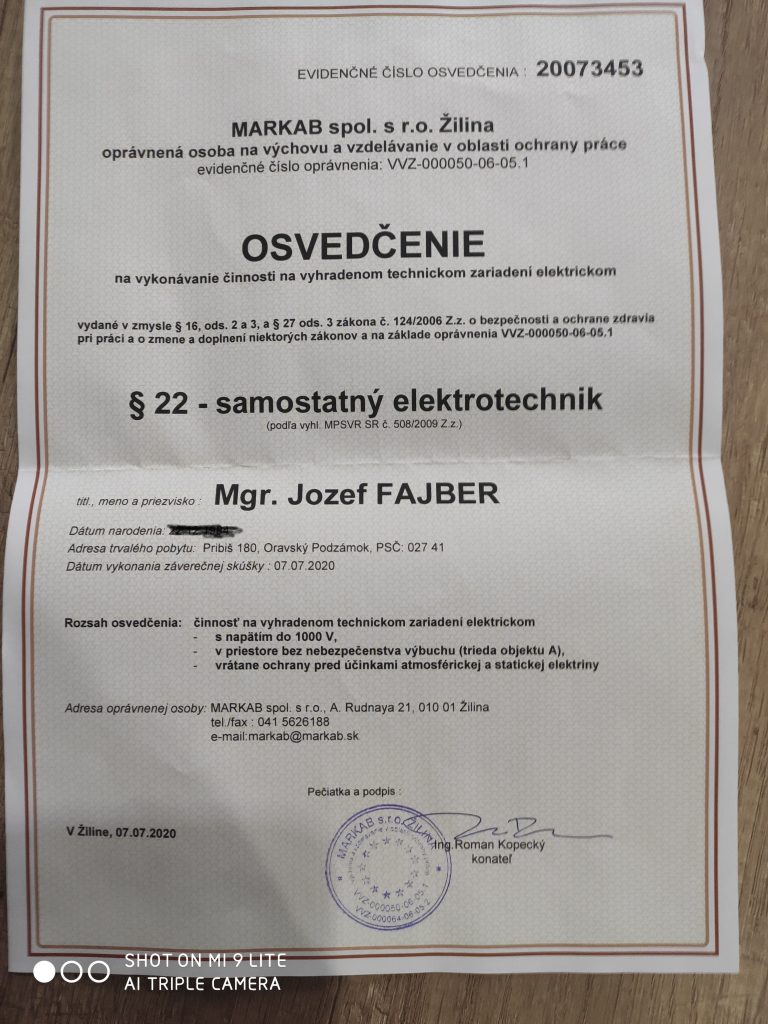 EVIDENČNÉ ČÍSLO OSVEDČENIA : 20073453
MARKAB spol. s r.o. Žilina
oprávnená osoba na výchovu a vzdelávanie v oblasti ochrany práce
evidenčné číslo oprávnenia: VVZ-000050-06-05.1
OSVEDČENIE
na vykonávanie činnosti na vyhradenom technickom zariadení elektrickom
vydané v zmysle § 16, ods. 2 a 3, a § 27 ods. 3 zákona č. 124/2006 Z.z. o bezpečnosti a ochrane zdravia
pri práci a o zmene a doplnení niektorých zákonov a na základe oprávnenia VVZ-000050-06-05.1
§ 22 - samostatný elektrotechnik
(podľa vyhl. MPSVR SR č. 508/2009 Z.z.)
titl., meno a priezvisko : Mgr. Jozef FAJBER
Dátum narodenia:
Adresa trvalého pobytu: Pribiš 180, Oravský Podzámok, PSČ: 027 41
Dátum vykonania záverečnej skúšky : 07.07.2020
Rozsah osvedčenia: činnosť na vyhradenom technickom zariadení elektrickom
- s napätím do 1000 V,
- v priestore bez nebezpečenstva výbuchu (trieda objektu A),
- vrátane ochrany pred účinkami atmosférickej a statickej elektriny
Adresa oprávnenej osoby: MARKAB spol. s r.o., A. Rudnaya 21, 010 01 Žilina
tel./fax : 041 5626188
e-mail:markab@markab.sk
Pečiatka a podpis :
V Žiline, 07.07.2020
MARKAB s.r.o. ŽILINA
VVZ-000050-06-05.1
VVZ-000064-06-05.2
Ing.Roman Kopecký
konateľ
SHOT ON MI 9 LITE
AI TRIPLE CAMERA